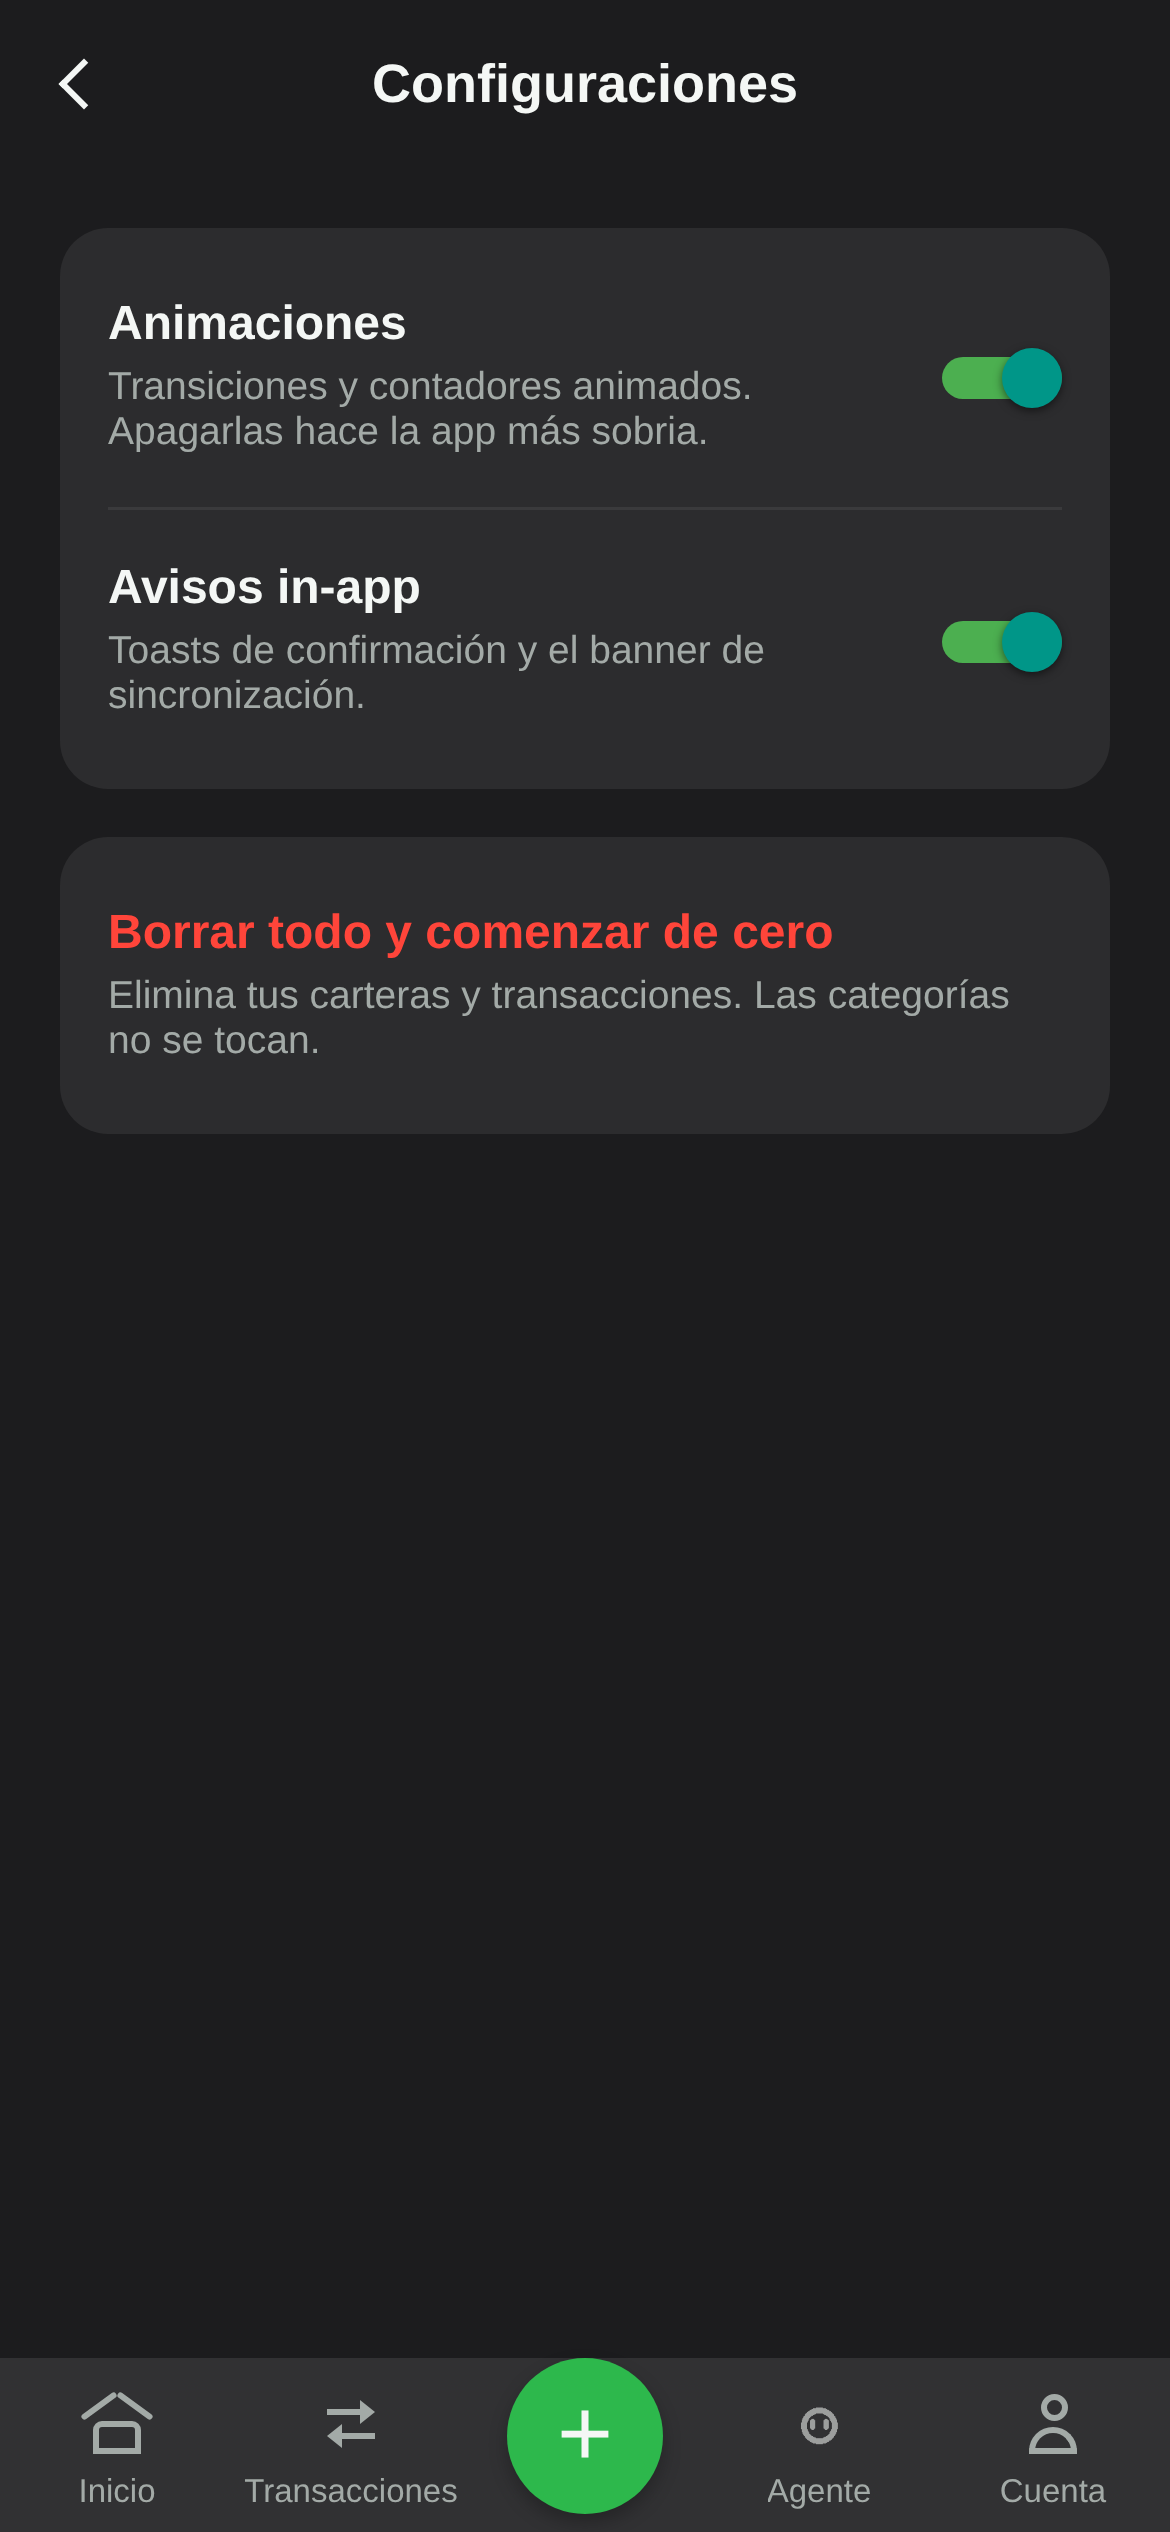 Configuraciones
Animaciones
Transiciones y contadores animados.
Apagarlas hace la app más sobria.
Avisos in-app
Toasts de confirmación y el banner de
sincronización.
Borrar todo y comenzar de cero
Elimina tus carteras y transacciones. Las categorías
no se tocan.
Inicio
Transacciones
Agente
Cuenta